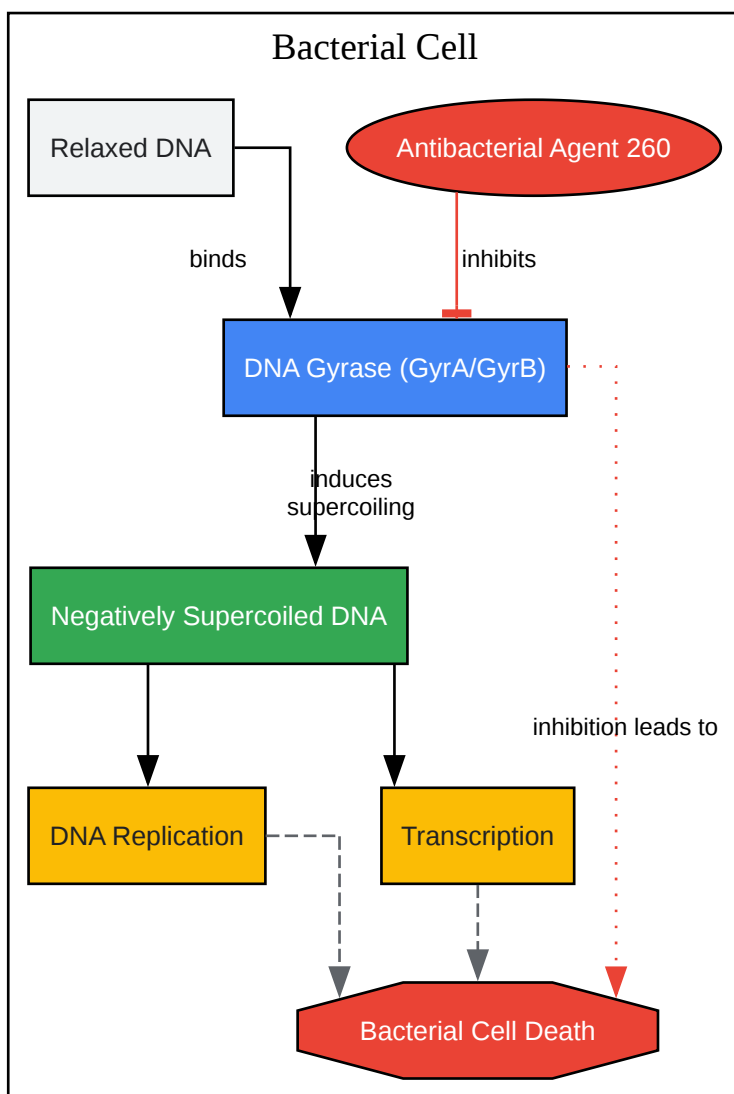 Bacterial Cell
Relaxed DNA
Antibacterial Agent 260
binds
inhibits
DNA Gyrase (GyrA/GyrB)
induces
supercoiling
Negatively Supercoiled DNA
inhibition leads to
DNA Replication
Transcription
Bacterial Cell Death